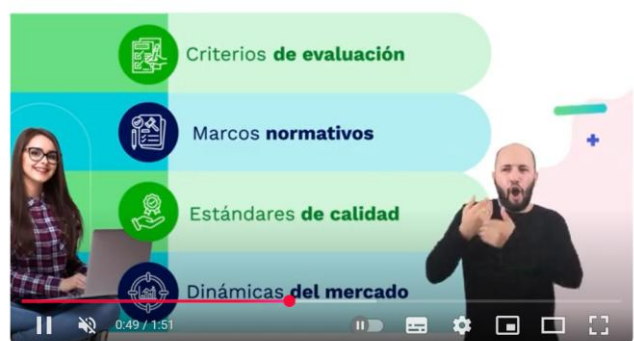 Criterios de evaluación
Marcos normativos
Estándares de calidad
Dinámicas del mercado
0:49 / 1:51